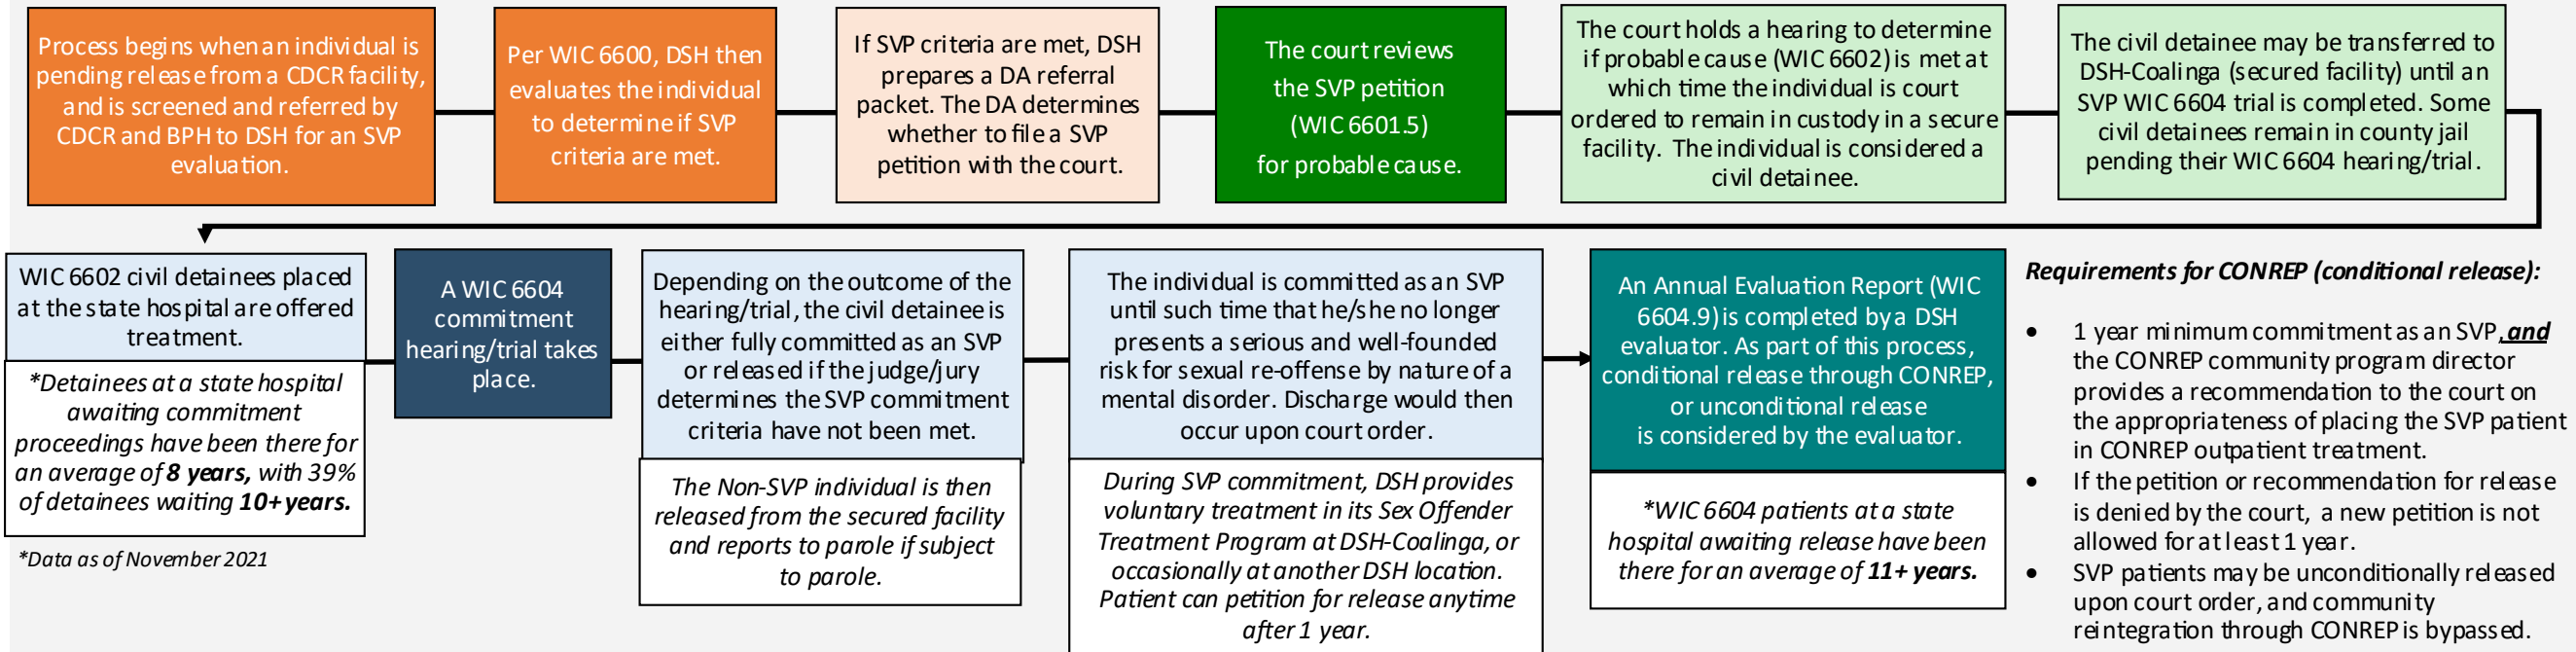 Process begins when an individual is
pending release from a CDCR facility,
and is screened and referred by
CDCR and BPH to DSH for an SVP
evaluation.
Per WIC 6600, DSH then
evaluates the individual
to determine if SVP
criteria are met.
If SVP criteria are met, DSH
prepares a DA referral
packet. The DA determines
whether to file a SVP
petition with the court.
The court reviews
the SVP petition
(WIC 6601.5)
for probable cause.
The court holds a hearing to determine
if probable cause (WIC 6602) is met at
which time the individual is court
ordered to remain in custody in a secure
facility. The individual is considered a
civil detainee.
The civil detainee may be transferred to
DSH-Coalinga (secured facility) until an
SVP WIC 6604 trial is completed. Some
civil detainees remain in county jail
pending their WIC 6604 hearing/trial.
WIC 6602 civil detainees placed
at the state hospital are offered
treatment.
*Detainees at a state hospital
awaiting commitment
proceedings have been there for
an average of 8 years, with 39%
of detainees waiting 10+ years.
*Data as of November 2021
A WIC 6604
commitment
hearing/trial takes
place.
Depending on the outcome of the
hearing/trial, the civil detainee is
either fully committed as an SVP
or released if the judge/jury
determines the SVP commitment
criteria have not been met.
The Non-SVP individual is then
released from the secured facility
and reports to parole if subject
to parole.
The individual is committed as an SVP
until such time that he/she no longer
presents a serious and well-founded
risk for sexual re-offense by nature of a
mental disorder. Discharge would then
occur upon court order.
During SVP commitment, DSH provides
voluntary treatment in its Sex Offender
Treatment Program at DSH-Coalinga, or
occasionally at another DSH location.
Patient can petition for release anytime
after 1 year.
An Annual Evaluation Report (WIC
6604.9) is completed by a DSH
evaluator. As part of this process,
conditional release through CONREP,
or unconditional release
is considered by the evaluator.
*WIC 6604 patients at a state
hospital awaiting release have been
there for an average of 11+ years.
Requirements for CONREP (conditional release):
• 1 year minimum commitment as an SVP, and
the CONREP community program director
provides a recommendation to the court on
the appropriateness of placing the SVP patient
in CONREP outpatient treatment.
• If the petition or recommendation for release
is denied by the court, a new petition is not
allowed for at least 1 year.
• SVP patients may be unconditionally released
upon court order, and community
reintegration through CONREP is bypassed.